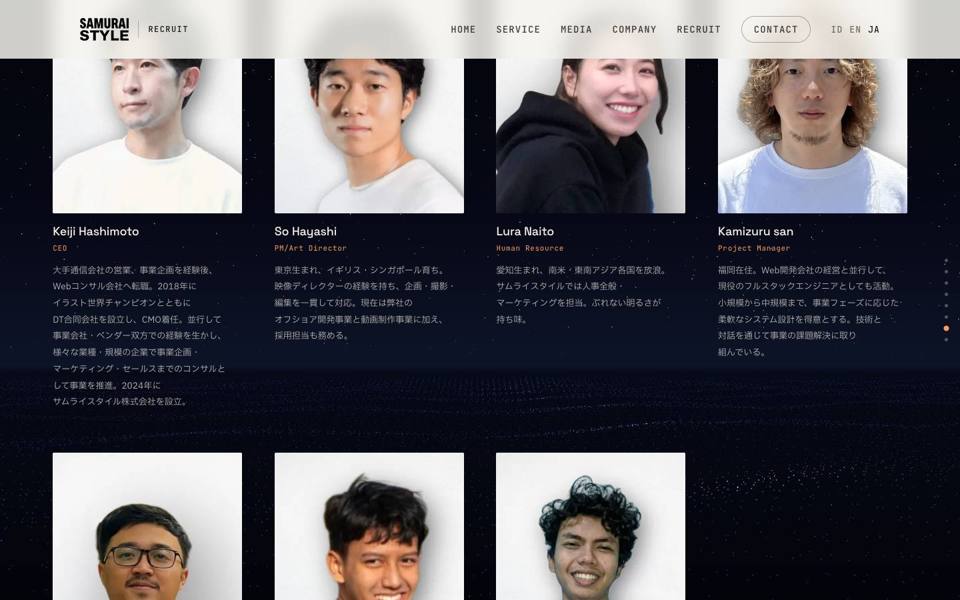 SAMURAI
STYLE
RECRUIT
HOME
SERVICE
MEDIA
COMPANY
RECRUIT
CONTACT
ID EN JA
Keiji Hashimoto
CEO
大手通信会社の営業、事業企画を経験後、
Webコンサル会社へ転職。2018年に
イラスト世界チャンピオンとともに
DT合同会社を設立し、CMO着任。並行して
事業会社・ベンダー双方での経験を生かし、
様々な業種・規模の企業で事業企画・
マーケティング・セールスまでのコンサルと
して事業を推進。2024年に
サムライスタイル株式会社を設立。
So Hayashi
PM/Art Director
東京生まれ、イギリス・シンガポール育ち。
映像ディレクターの経験を持ち、企画・撮影・
編集を一貫して対応。現在は弊社の
オフショア開発事業と動画制作事業に加え、
採用担当も務める。
Lura Naito
Human Resource
愛知生まれ、南米・東南アジア各国を放浪。
サムライスタイルでは人事全般・
マーケティングを担当。ぶれない明るさが
持ち味。
Kamizuru san
Project Manager
福岡在住。Web開発会社の経営と並行して、
現役のフルスタックエンジニアとしても活動。
小規模から中規模まで、事業フェーズに応じた
柔軟なシステム設計を得意とする。技術と
対話を通じて事業の課題解決に取り
組んでいる。